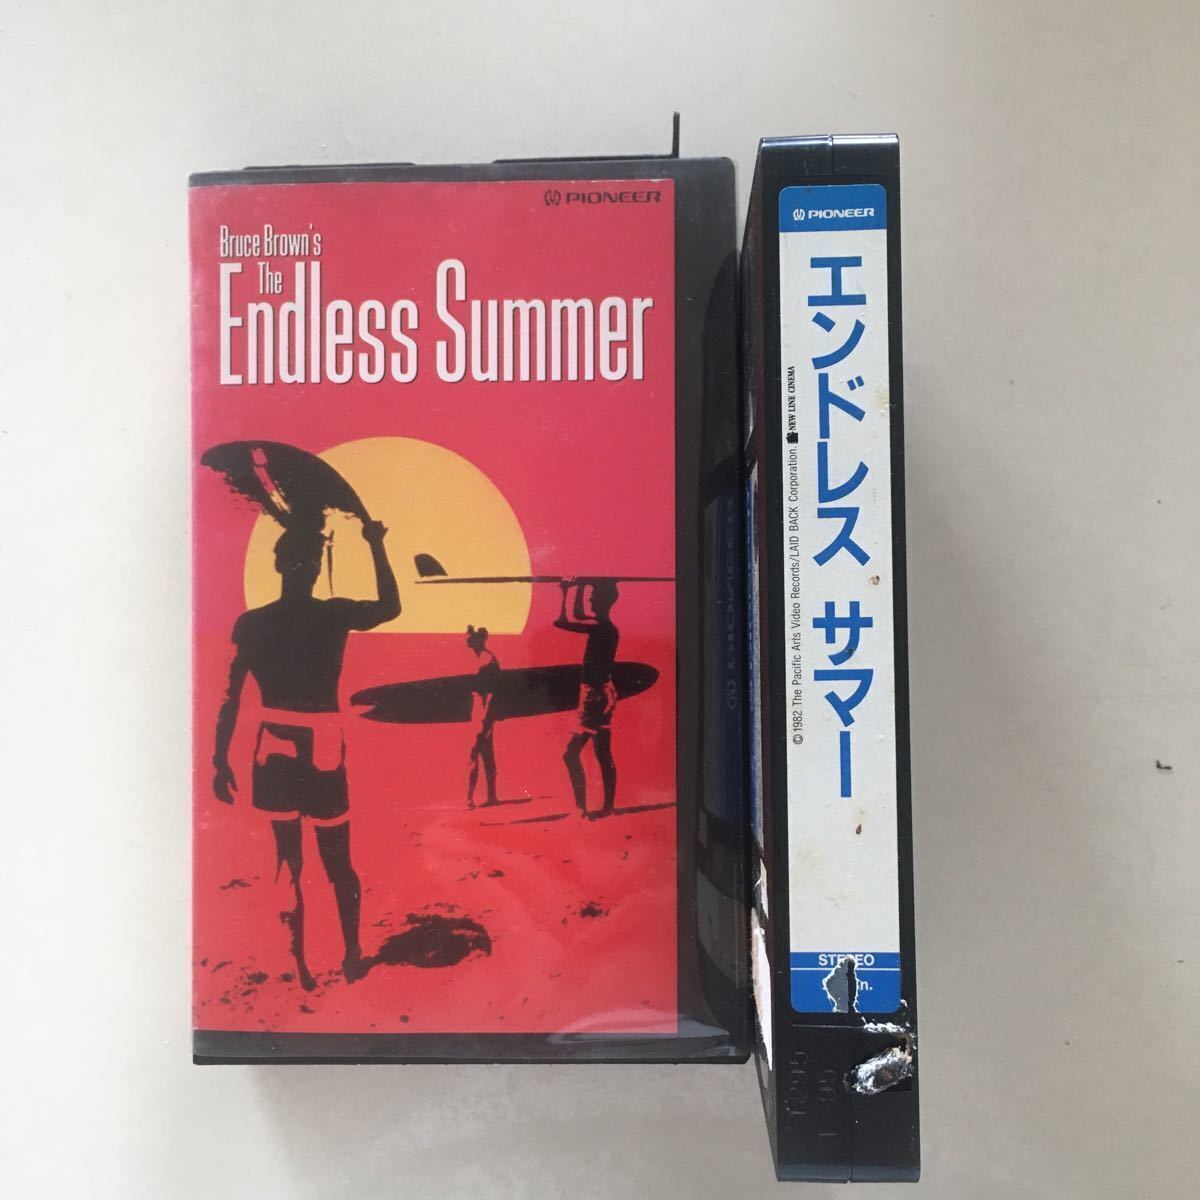 PIONEER
Bruce Brown's
The
Endless Summer
PIONEER
エンドレス サマー
© 1982 The Pacific Arts Video Records/LAID BACK Corporation. NEW LINE CINEMA
T295